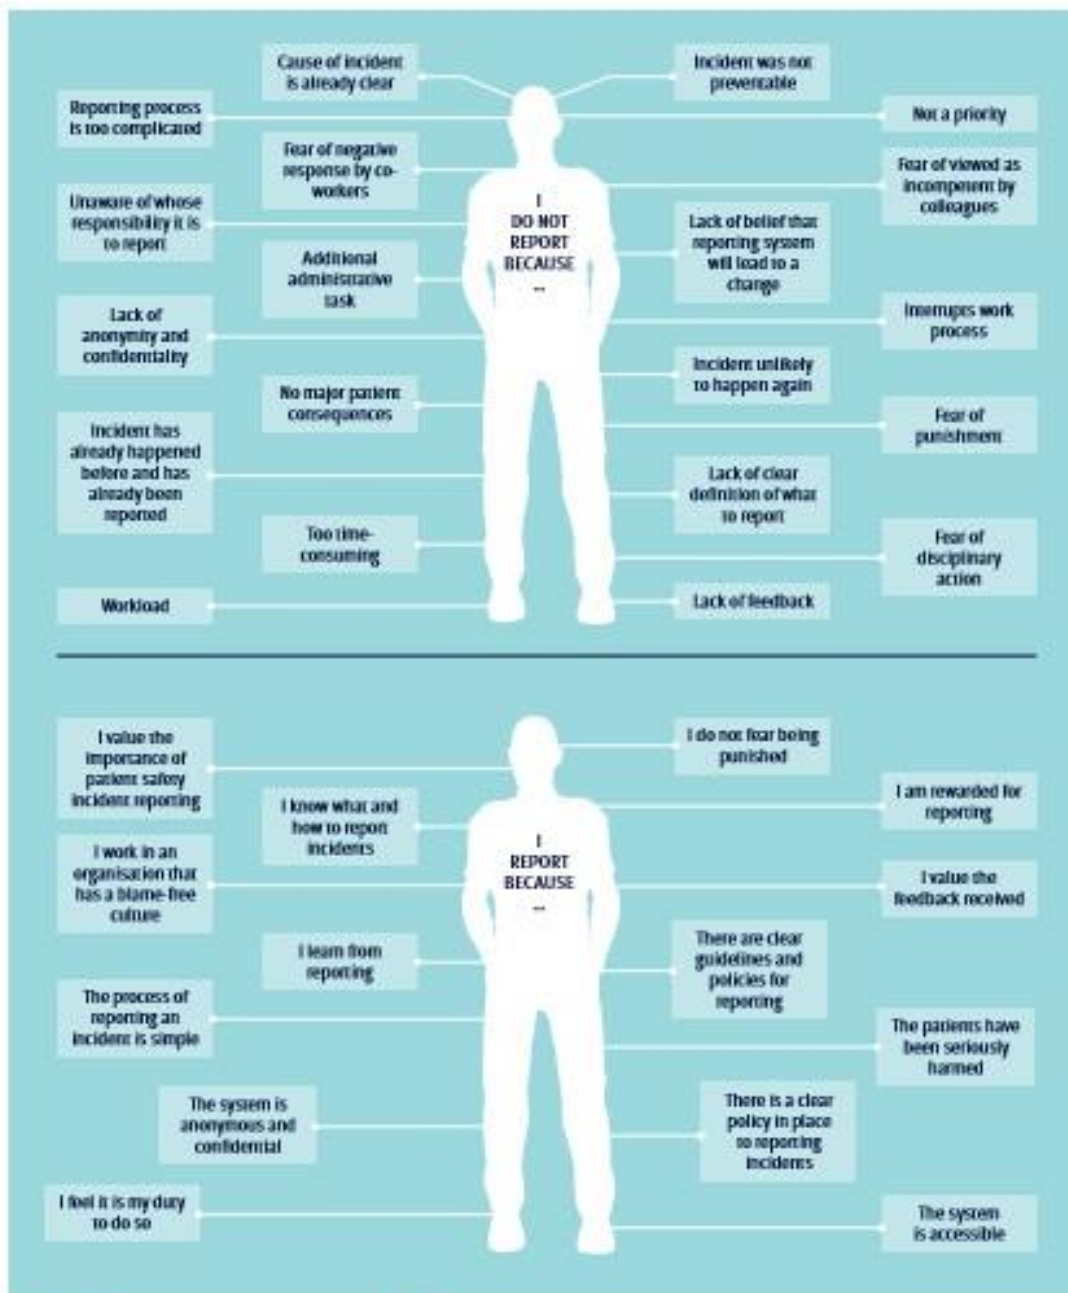 Cause of incident
is already clear
Incident was not
preventable
Reporting process
is too complicated
Not a priority
Fear of negative
response by co-
workers
Fear of viewed as
incompetent by
colleagues
Unaware of whose
responsibility it is
to report
I
DO NOT
REPORT
BECAUSE
...
Lack of belief that
reporting system
will lead to a
change
Additional
administrative
task
Lack of
anonymity and
confidentiality
Interrupts work
process
Incident unlikely
to happen again
No major patient
consequences
Fear of
punishment
Incident has
already happened
before and has
already been
reported
Lack of clear
definition of what
to report
Too time-
consuming
Fear of
disciplinary
action
Workload
Lack of feedback
I value the
importance of
patient safety
incident reporting
I do not fear being
punished
I know what and
how to report
incidents
I am rewarded for
reporting
I
REPORT
BECAUSE
...
I work in an
organisation that
has a blame-free
culture
I value the
feedback received
I learn from
reporting
There are clear
guidelines and
policies for
reporting
The process of
reporting an
incident is simple
The patients have
been seriously
harmed
The system is
anonymous and
confidential
There is a clear
policy in place
to reporting
incidents
I feel it is my duty
to do so
The system
is accessible